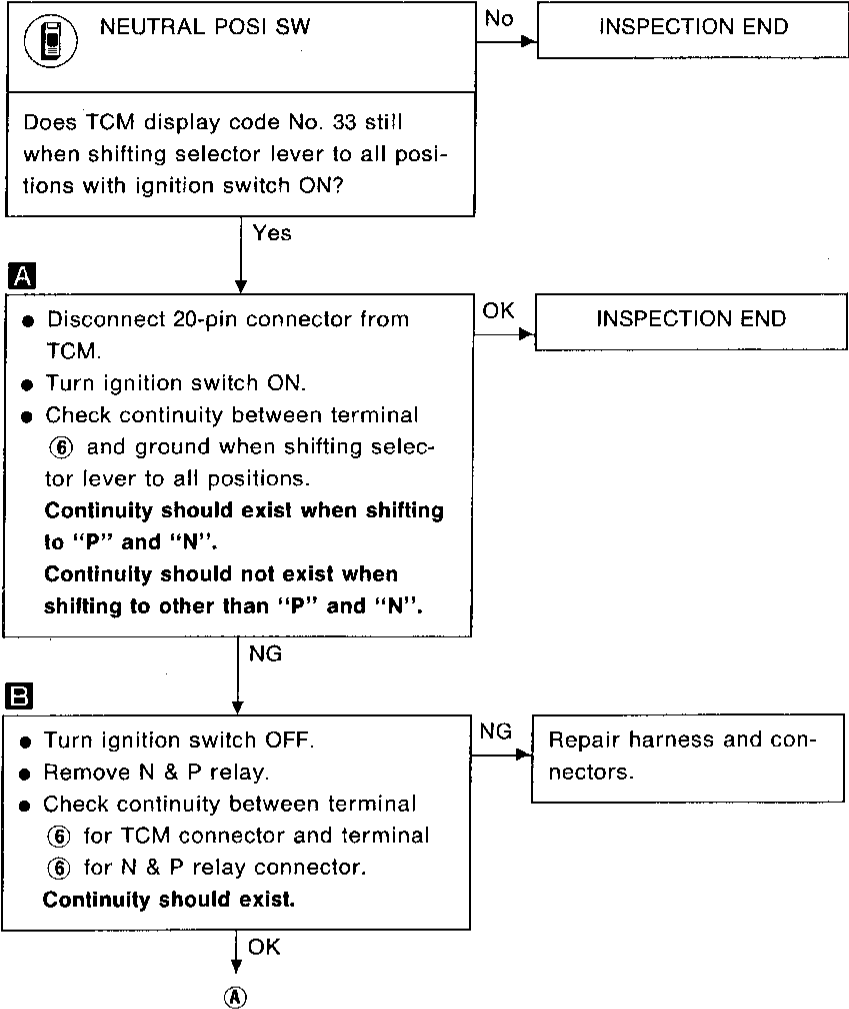 NEUTRAL POSI SW
No
INSPECTION END
Does TCM display code No. 33 still
when shifting selector lever to all posi-
tions with ignition switch ON?
Yes
A
● Disconnect 20-pin connector from
TCM.
● Turn ignition switch ON.
● Check continuity between terminal
⑥ and ground when shifting selec-
tor lever to all positions.
Continuity should exist when shifting
to "P" and "N".
Continuity should not exist when
shifting to other than "P" and "N".
OK
INSPECTION END
NG
B
● Turn ignition switch OFF.
● Remove N & P relay.
● Check continuity between terminal
⑥ for TCM connector and terminal
⑥ for N & P relay connector.
Continuity should exist.
NG
Repair harness and con-
nectors.
OK
Ⓐ